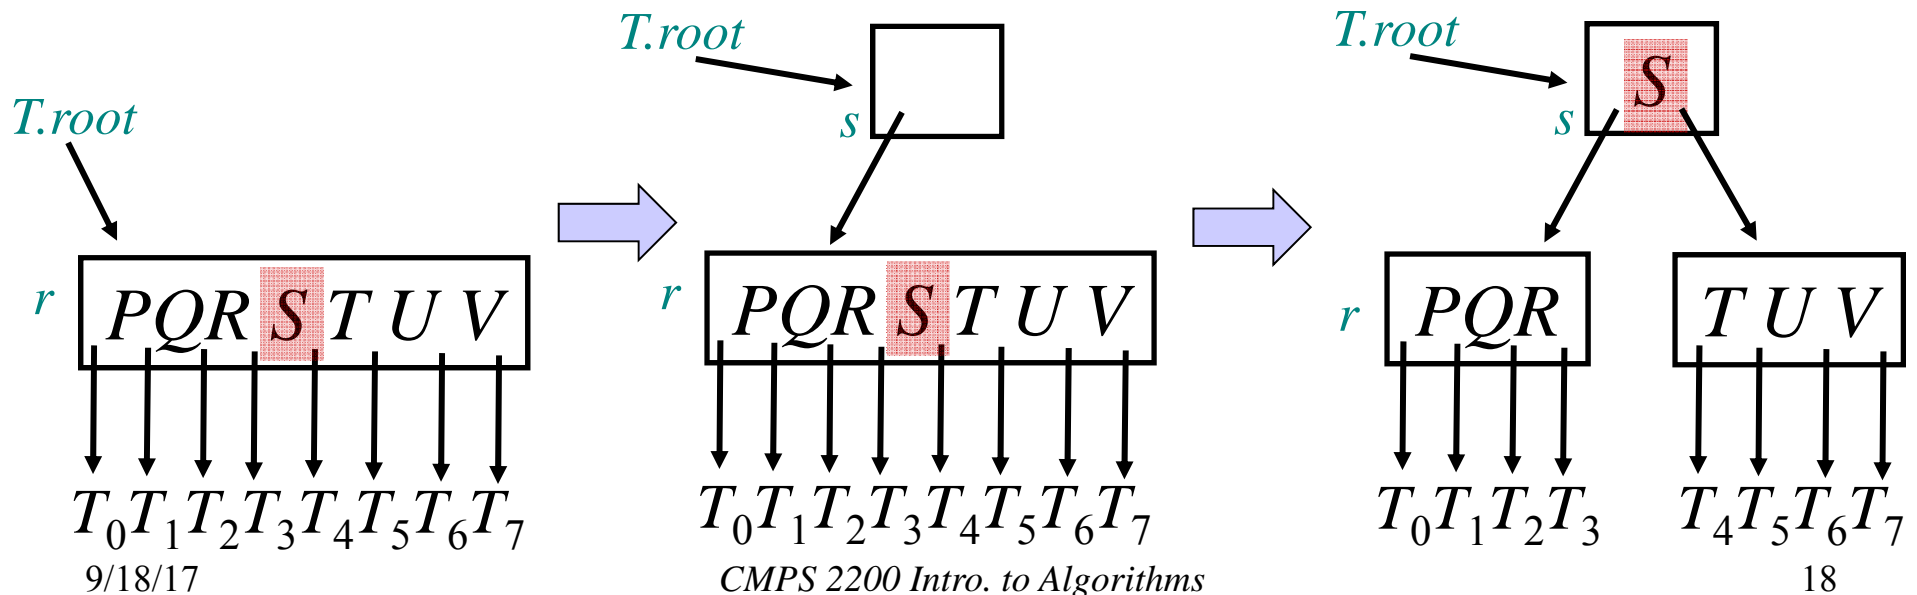 T.root T.root
T.root
s S
s
r PQR S T U V
r PQR S T U V
r PQR T U V
T0T1T2T3T4T5T6T7 T0T1T2T3T4T5T6T7 T0T1T2T3 T4T5T6T7
9/18/17 CMPS 2200 Intro. to Algorithms 18